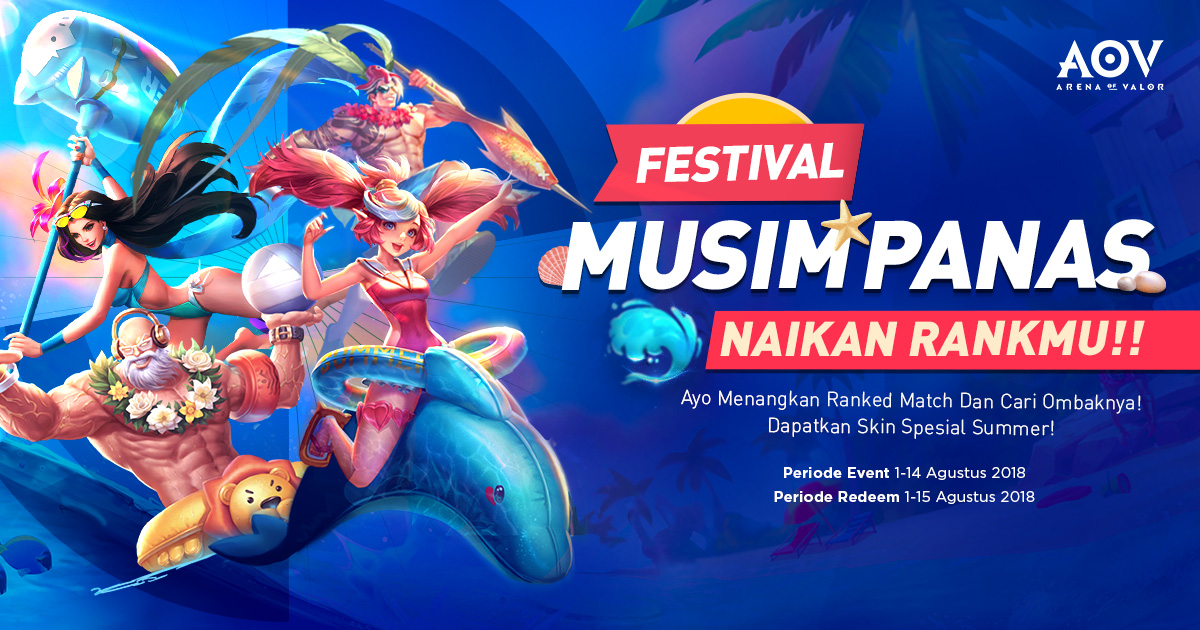 AOV
ARENA OF VALOR
FESTIVAL
MUSIM PANAS
NAIKAN RANKMU!!
Ayo Menangkan Ranked Match Dan Cari Ombaknya!
Dapatkan Skin Spesial Summer!
Periode Event 1-14 Agustus 2018
Periode Redeem 1-15 Agustus 2018
SUMMER